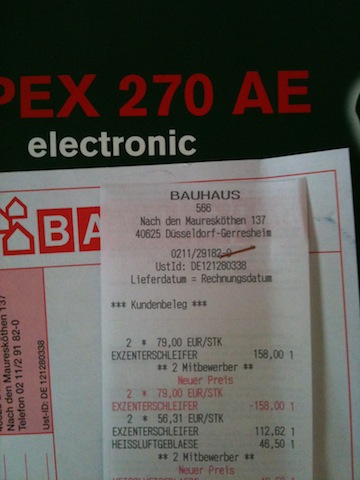 PEX 270 AE
electronic
BA
Nach den Maureskothen 137
Telefon 02 11/2 91 82-0
Ust-ID: DE 121280338
BAUHAUS
566
Nach den Maureskothen 137
40625 Düsseldorf-Gerresheim
0211/29182-0
UstId: DE121280338
Lieferdatum = Rechnungsdatum
*** Kundenbeleg ***
2 * 79,00 EUR/STK
EXZENTERSCHLEIFER 158,00 1
** 2 Mitbewerber **
Neuer Preis
2 * 79,00 EUR/STK
EXZENTERSCHLEIFER -158,00 1
2 * 56,31 EUR/STK
EXZENTERSCHLEIFER 112,62 1
HEISSLUFTGEBLAESE 46,50 1
** 2 Mitbewerber **
Neuer Preis